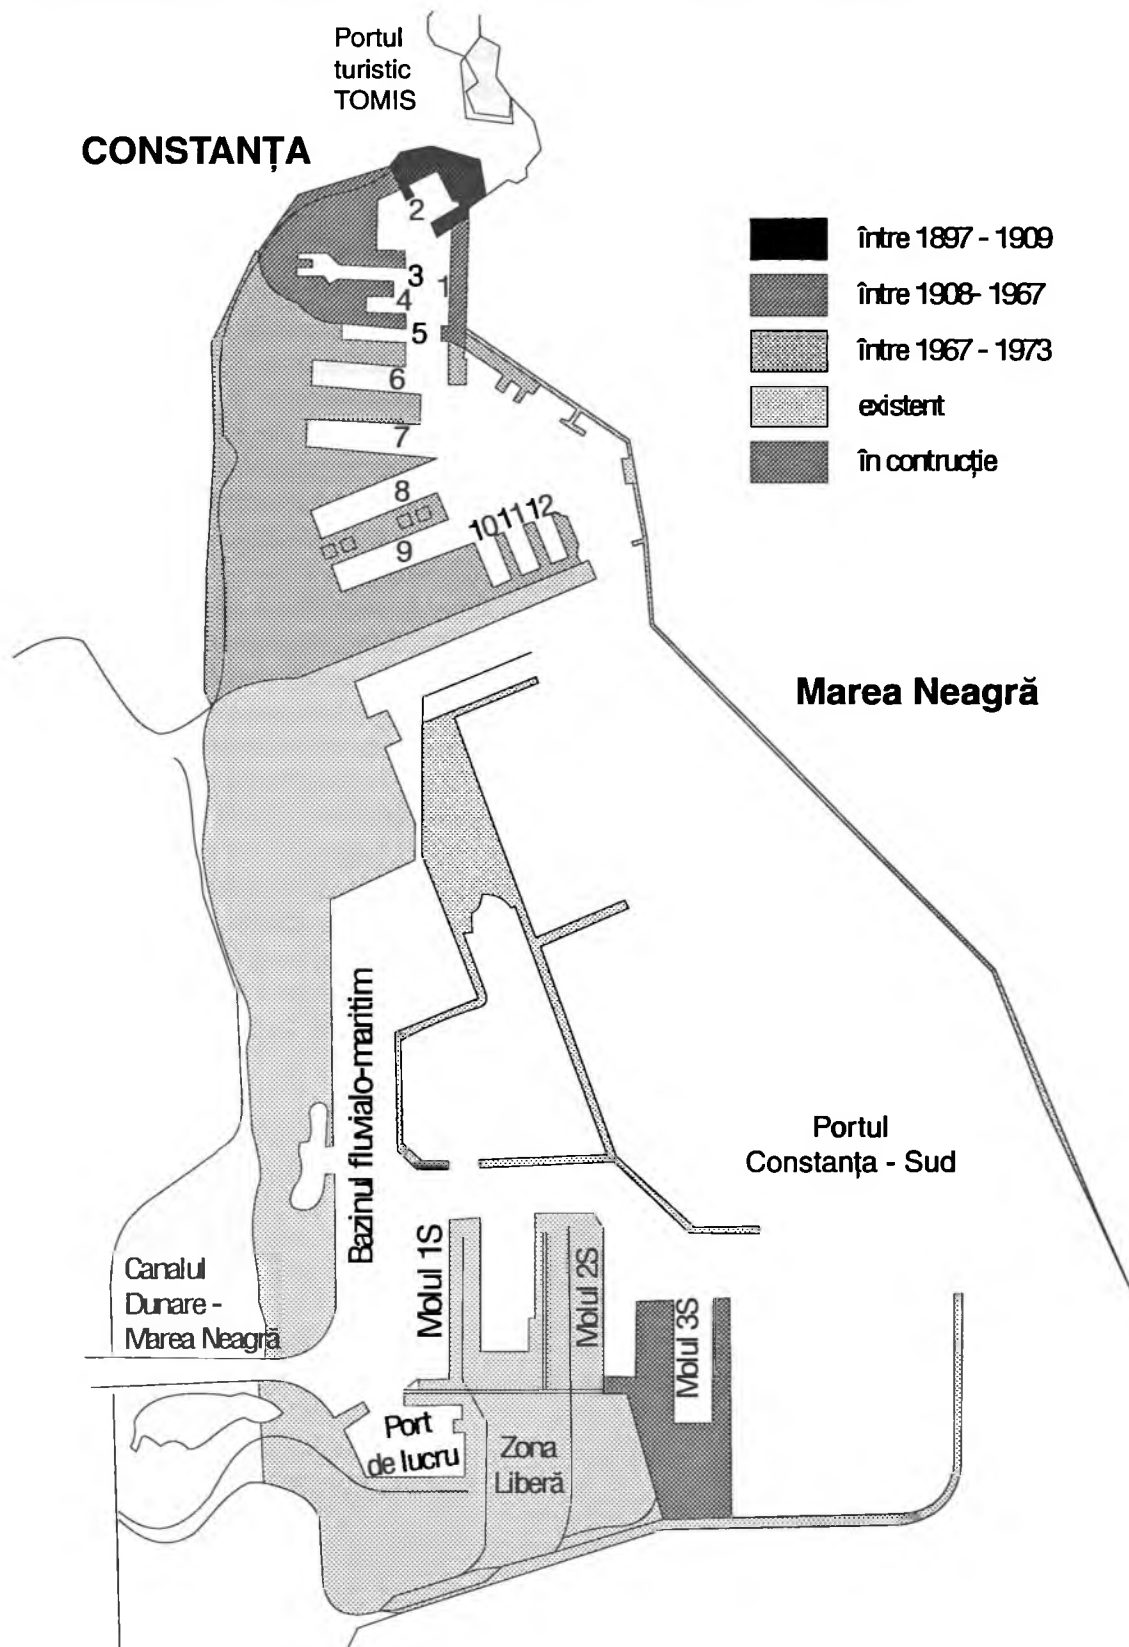 Portul
turistic
TOMIS
CONSTANȚA
2
3
1
4
5
6
7
8
9
10
11
12
între 1897 - 1909
între 1908- 1967
între 1967 - 1973
existent
în contrucție
Marea Neagră
Bazinul fluvialo-maritim
Portul
Constanța - Sud
Canalul
Dunare -
Marea Neagră
Molul 1S
Molul 2S
Molul 3S
Port
de lucru
Zona
Liberă